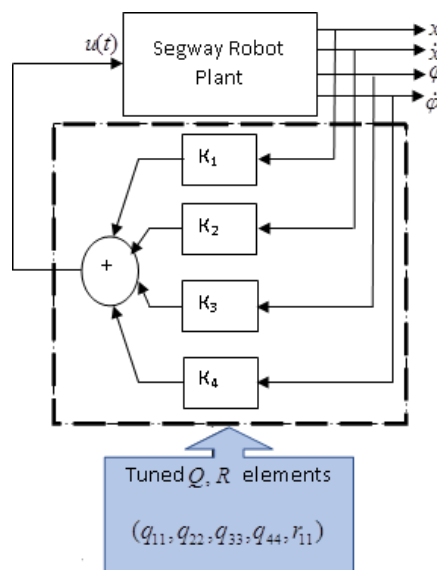 u(t)
Segway Robot
Plant
x
ẋ
φ
φ̇
K₁
K₂
+
K₃
K₄
Tuned Q, R elements
(q₁₁, q₂₂, q₃₃, q₄₄, r₁₁)